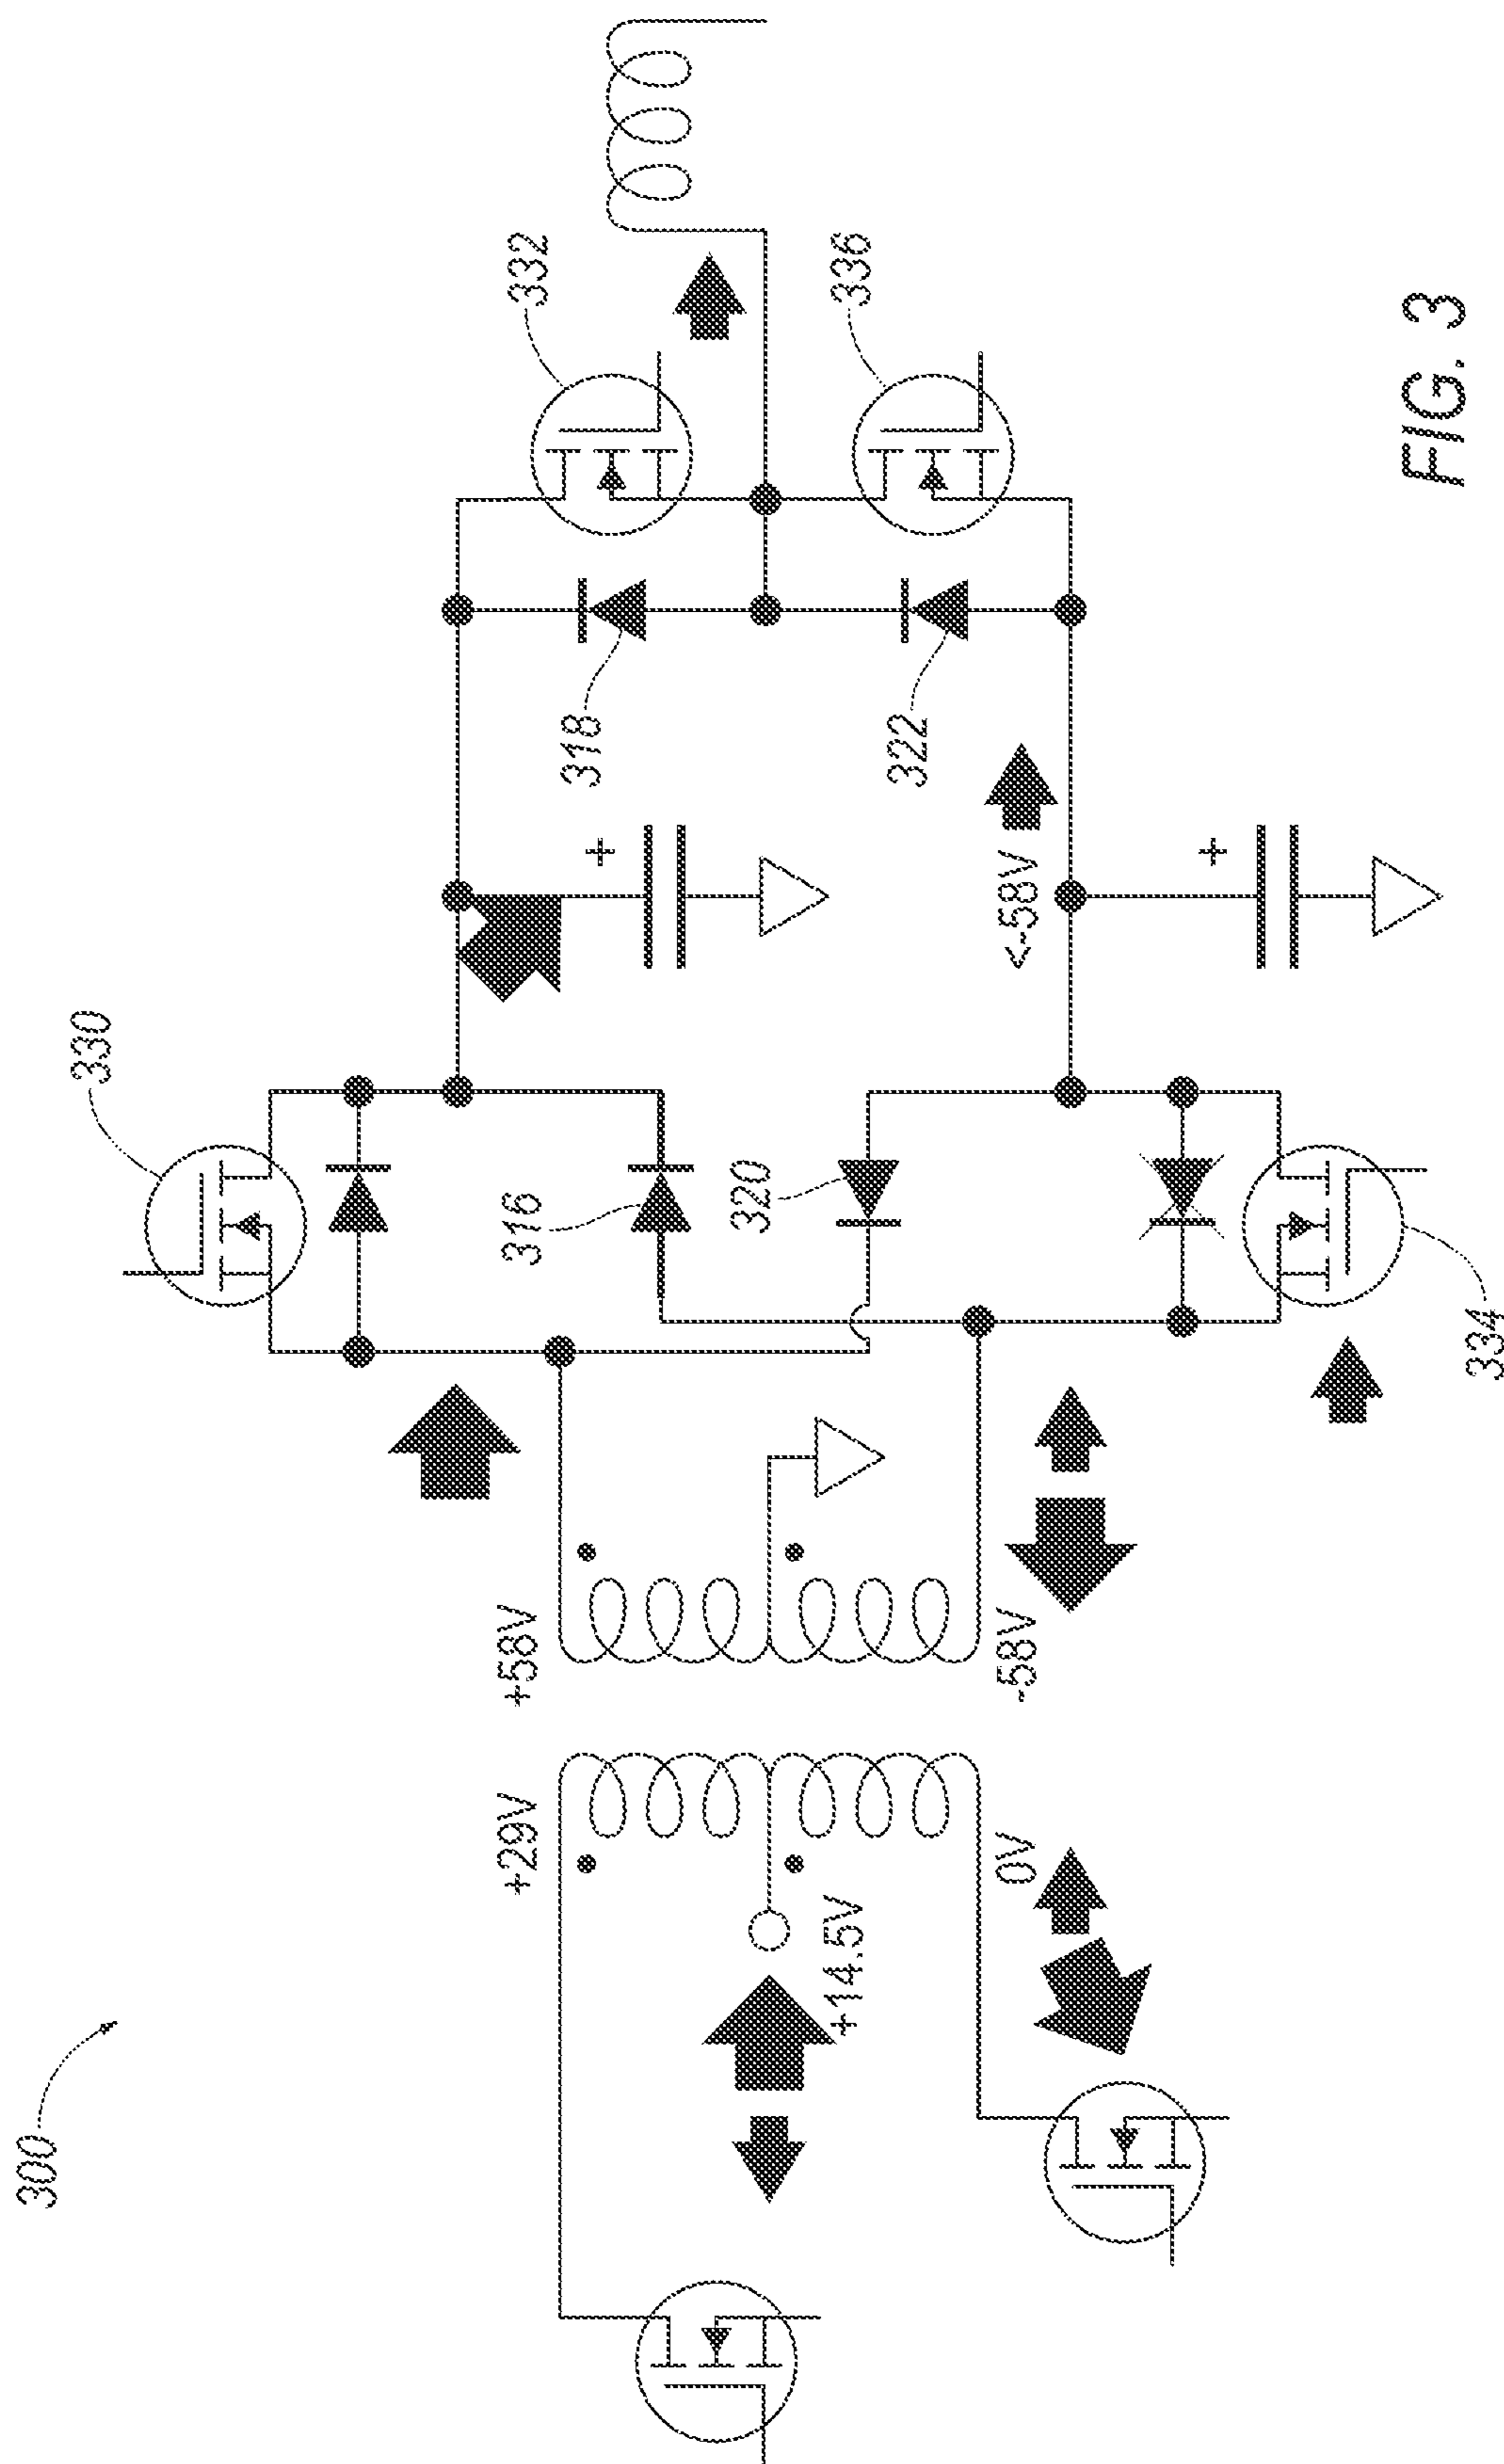 300
+29V
+14.5V
0V
+58V
-58V
330
316
320
334
+
<-58V
+
318
322
332
336
FIG. 3